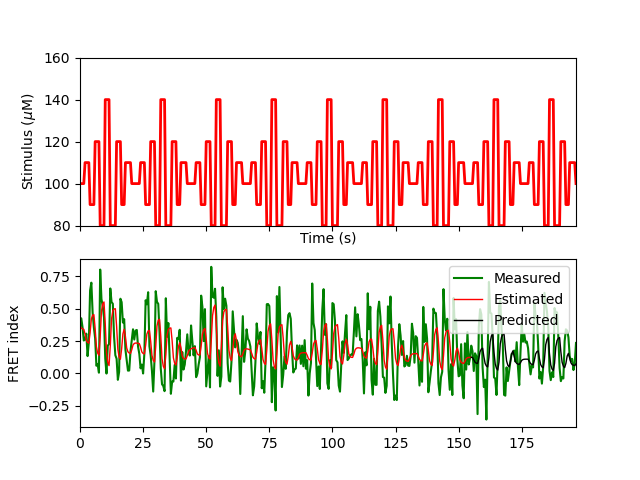 160
140
120
100
80
Stimulus (μM)
Time (s)
0.75
0.50
0.25
0.00
−0.25
FRET index
Measured
Estimated
Predicted
0 25 50 75 100 125 150 175